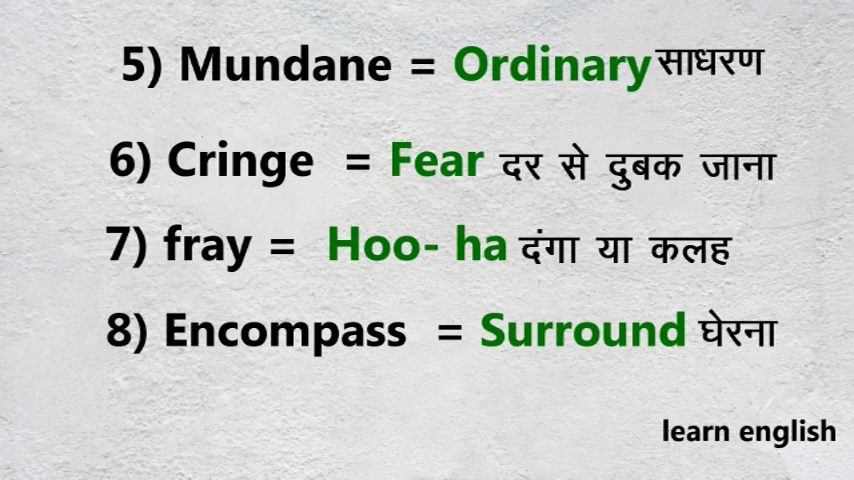 5) Mundane = Ordinary साधरण
6) Cringe = Fear दर से दुबक जाना
7) fray = Hoo- ha दंगा या कलह
8) Encompass = Surround घेरना
learn english